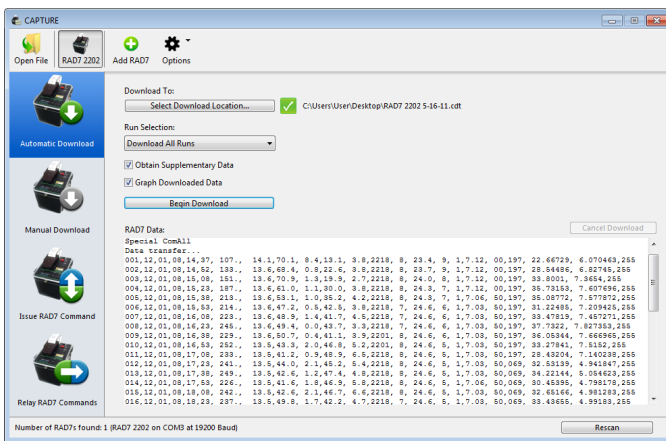 CAPTURE
Open File
RAD7 2202
Add RAD7
Options
Automatic Download
Manual Download
Issue RAD7 Command
Relay RAD7 Commands
Download To:
Select Download Location...
C:\Users\User\Desktop\RAD7 2202 5-16-11.cdt
Run Selection:
Download All Runs
Obtain Supplementary Data
Graph Downloaded Data
Begin Download
RAD7 Data:
Cancel Download
Special ComAll
Data transfer...
001,12,01,08,14,37, 107., 14.1,70.1, 8.4,13.1, 3.8,2218, 8, 23.4, 9, 1,7.12, 00,197, 22.66729, 6.070463,255
002,12,01,08,14,52, 133., 13.6,68.4, 0.8,22.6, 3.8,2218, 8, 23.7, 9, 1,7.12, 00,197, 28.54486, 6.82745,255
003,12,01,08,15,08, 151., 13.6,70.9, 1.3,19.9, 2.7,2218, 8, 24.0, 8, 1,7.12, 00,197, 33.8001, 7.3654,255
004,12,01,08,15,23, 187., 13.6,61.0, 1.1,30.0, 3.2,2218, 8, 24.3, 7, 1,7.12, 00,197, 35.73153, 7.607696,255
005,12,01,08,15,38, 213., 13.6,53.1, 1.0,35.2, 4.2,2218, 8, 24.3, 7, 1,7.06, 50,197, 35.08772, 7.577872,255
006,12,01,08,15,53, 214., 13.6,47.2, 0.5,42.5, 3.8,2218, 7, 24.6, 6, 1,7.03, 50,197, 31.22485, 7.209425,255
007,12,01,08,16,08, 223., 13.6,48.9, 1.4,41.7, 4.5,2218, 7, 24.6, 6, 1,7.03, 50,197, 33.47819, 7.457271,255
008,12,01,08,16,23, 245., 13.6,49.4, 0.0,43.7, 3.3,2218, 7, 24.6, 6, 1,7.03, 50,197, 37.7322, 7.827353,255
009,12,01,08,16,38, 229., 13.6,50.7, 0.4,41.1, 3.9,2201, 8, 24.6, 6, 1,7.03, 50,197, 36.05344, 7.666965,255
010,12,01,08,16,53, 252., 13.5,43.3, 2.0,46.8, 5.2,2201, 8, 24.6, 5, 1,7.03, 50,197, 33.27841, 7.5152,255
011,12,01,08,17,08, 233., 13.5,41.2, 0.9,48.9, 6.5,2218, 8, 24.6, 5, 1,7.03, 50,197, 28.43204, 7.140238,255
012,12,01,08,17,23, 241., 13.5,44.0, 2.1,45.2, 5.4,2218, 8, 24.6, 5, 1,7.03, 50,069, 32.53139, 4.941847,255
013,12,01,08,17,38, 249., 13.5,42.6, 1.2,47.4, 4.8,2218, 8, 24.6, 5, 1,7.03, 50,069, 34.22144, 5.054623,255
014,12,01,08,17,53, 226., 13.5,41.6, 1.8,46.9, 5.8,2218, 8, 24.6, 5, 1,7.06, 50,069, 30.45395, 4.798178,255
015,12,01,08,18,08, 242., 13.5,42.6, 2.1,46.7, 6.6,2218, 8, 24.6, 5, 1,7.03, 50,069, 32.65166, 4.981283,255
016,12,01,08,18,23, 237., 13.5,49.8, 1.7,42.2, 4.7,2218, 7, 24.6, 5, 1,7.03, 50,069, 33.43655, 4.99183,255
Number of RAD7s found: 1 (RAD7 2202 on COM3 at 19200 Baud)
Rescan